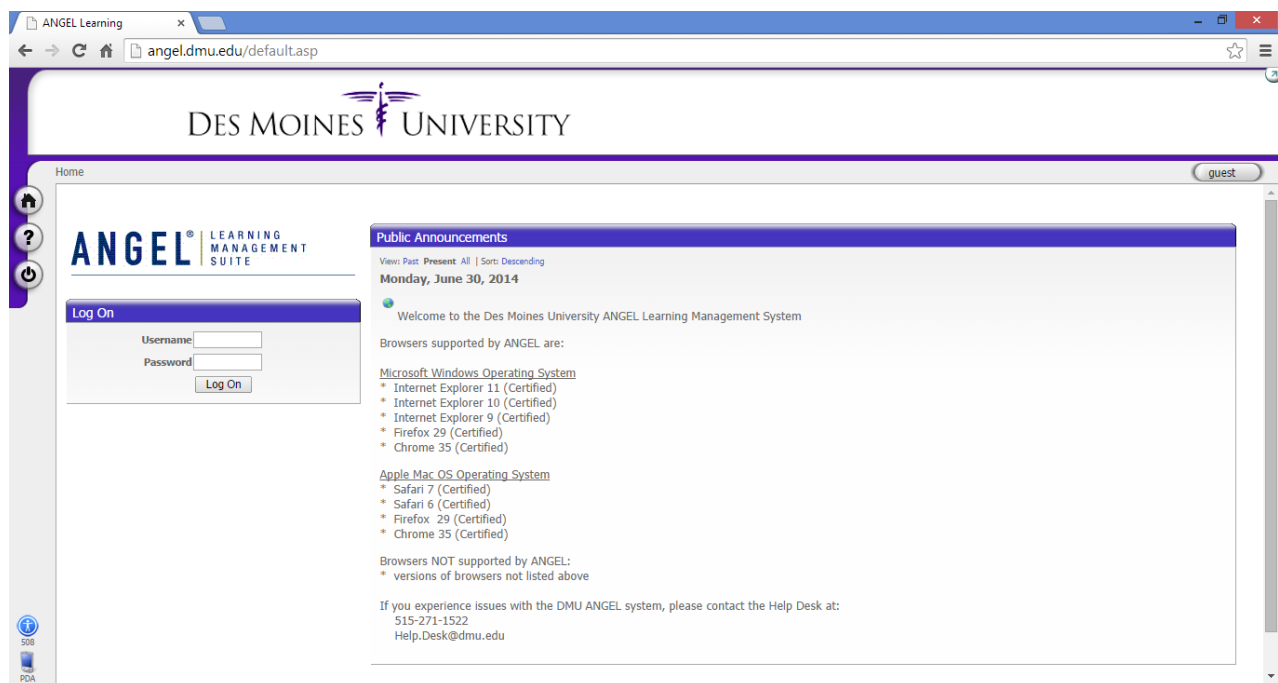 ANGEL Learning
angel.dmu.edu/default.asp
DES MOINES UNIVERSITY
Home
guest
ANGEL® LEARNING MANAGEMENT SUITE
Log On
Username
Password
Log On
Public Announcements
View: Past Present All | Sort: Descending
Monday, June 30, 2014
Welcome to the Des Moines University ANGEL Learning Management System
Browsers supported by ANGEL are:
Microsoft Windows Operating System
* Internet Explorer 11 (Certified)
* Internet Explorer 10 (Certified)
* Internet Explorer 9 (Certified)
* Firefox 29 (Certified)
* Chrome 35 (Certified)
Apple Mac OS Operating System
* Safari 7 (Certified)
* Safari 6 (Certified)
* Firefox 29 (Certified)
* Chrome 35 (Certified)
Browsers NOT supported by ANGEL:
* versions of browsers not listed above
If you experience issues with the DMU ANGEL system, please contact the Help Desk at:
515-271-1522
Help.Desk@dmu.edu
508
PDA